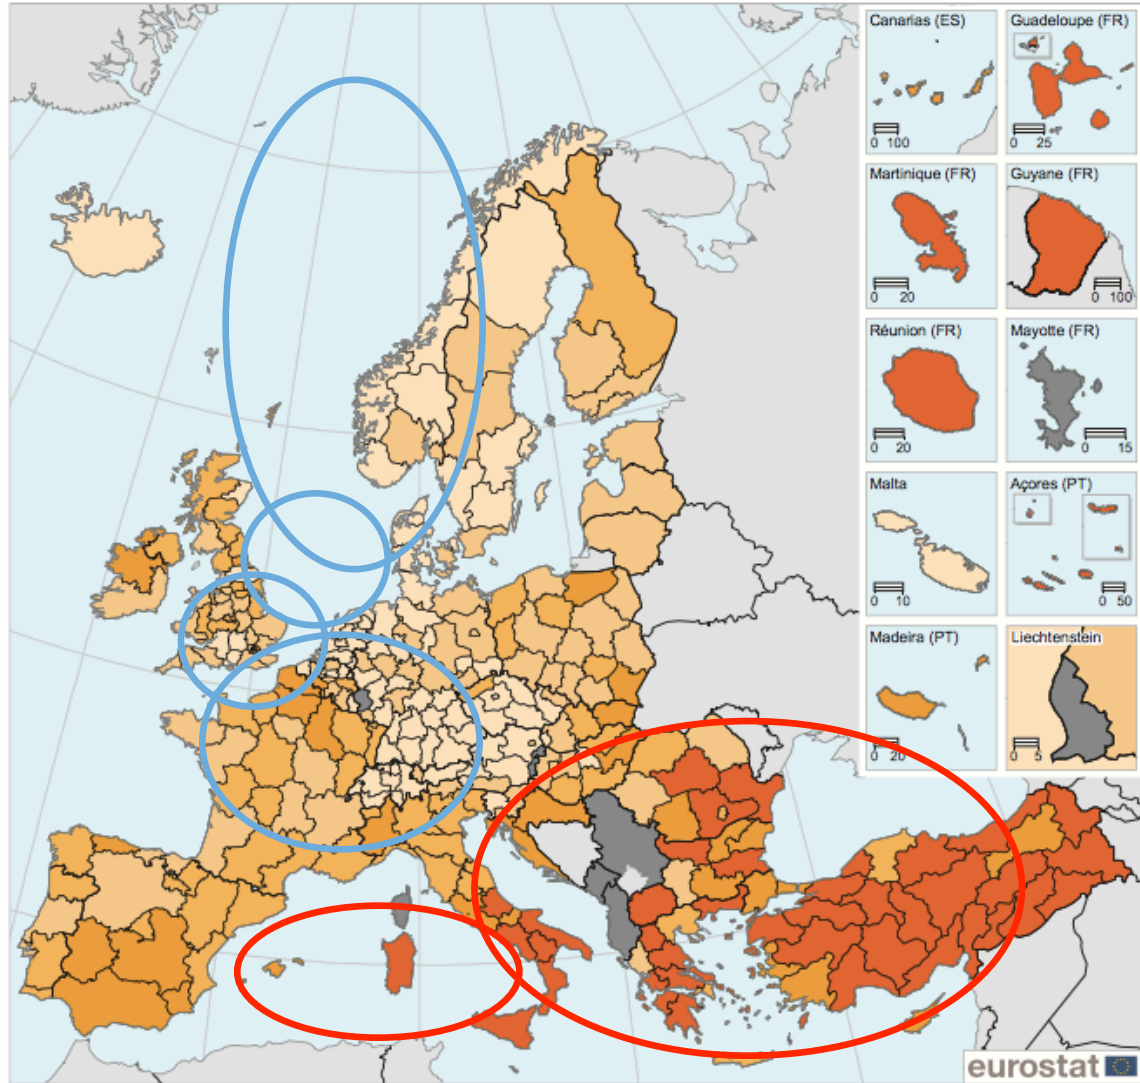 Canarias (ES)
0 100
Guadeloupe (FR)
0 25
Martinique (FR)
0 20
Guyane (FR)
0 100
Réunion (FR)
0 20
Mayotte (FR)
0 15
Malta
0 10
Açores (PT)
0 50
Madeira (PT)
0 20
Liechtenstein
0 5
eurostat